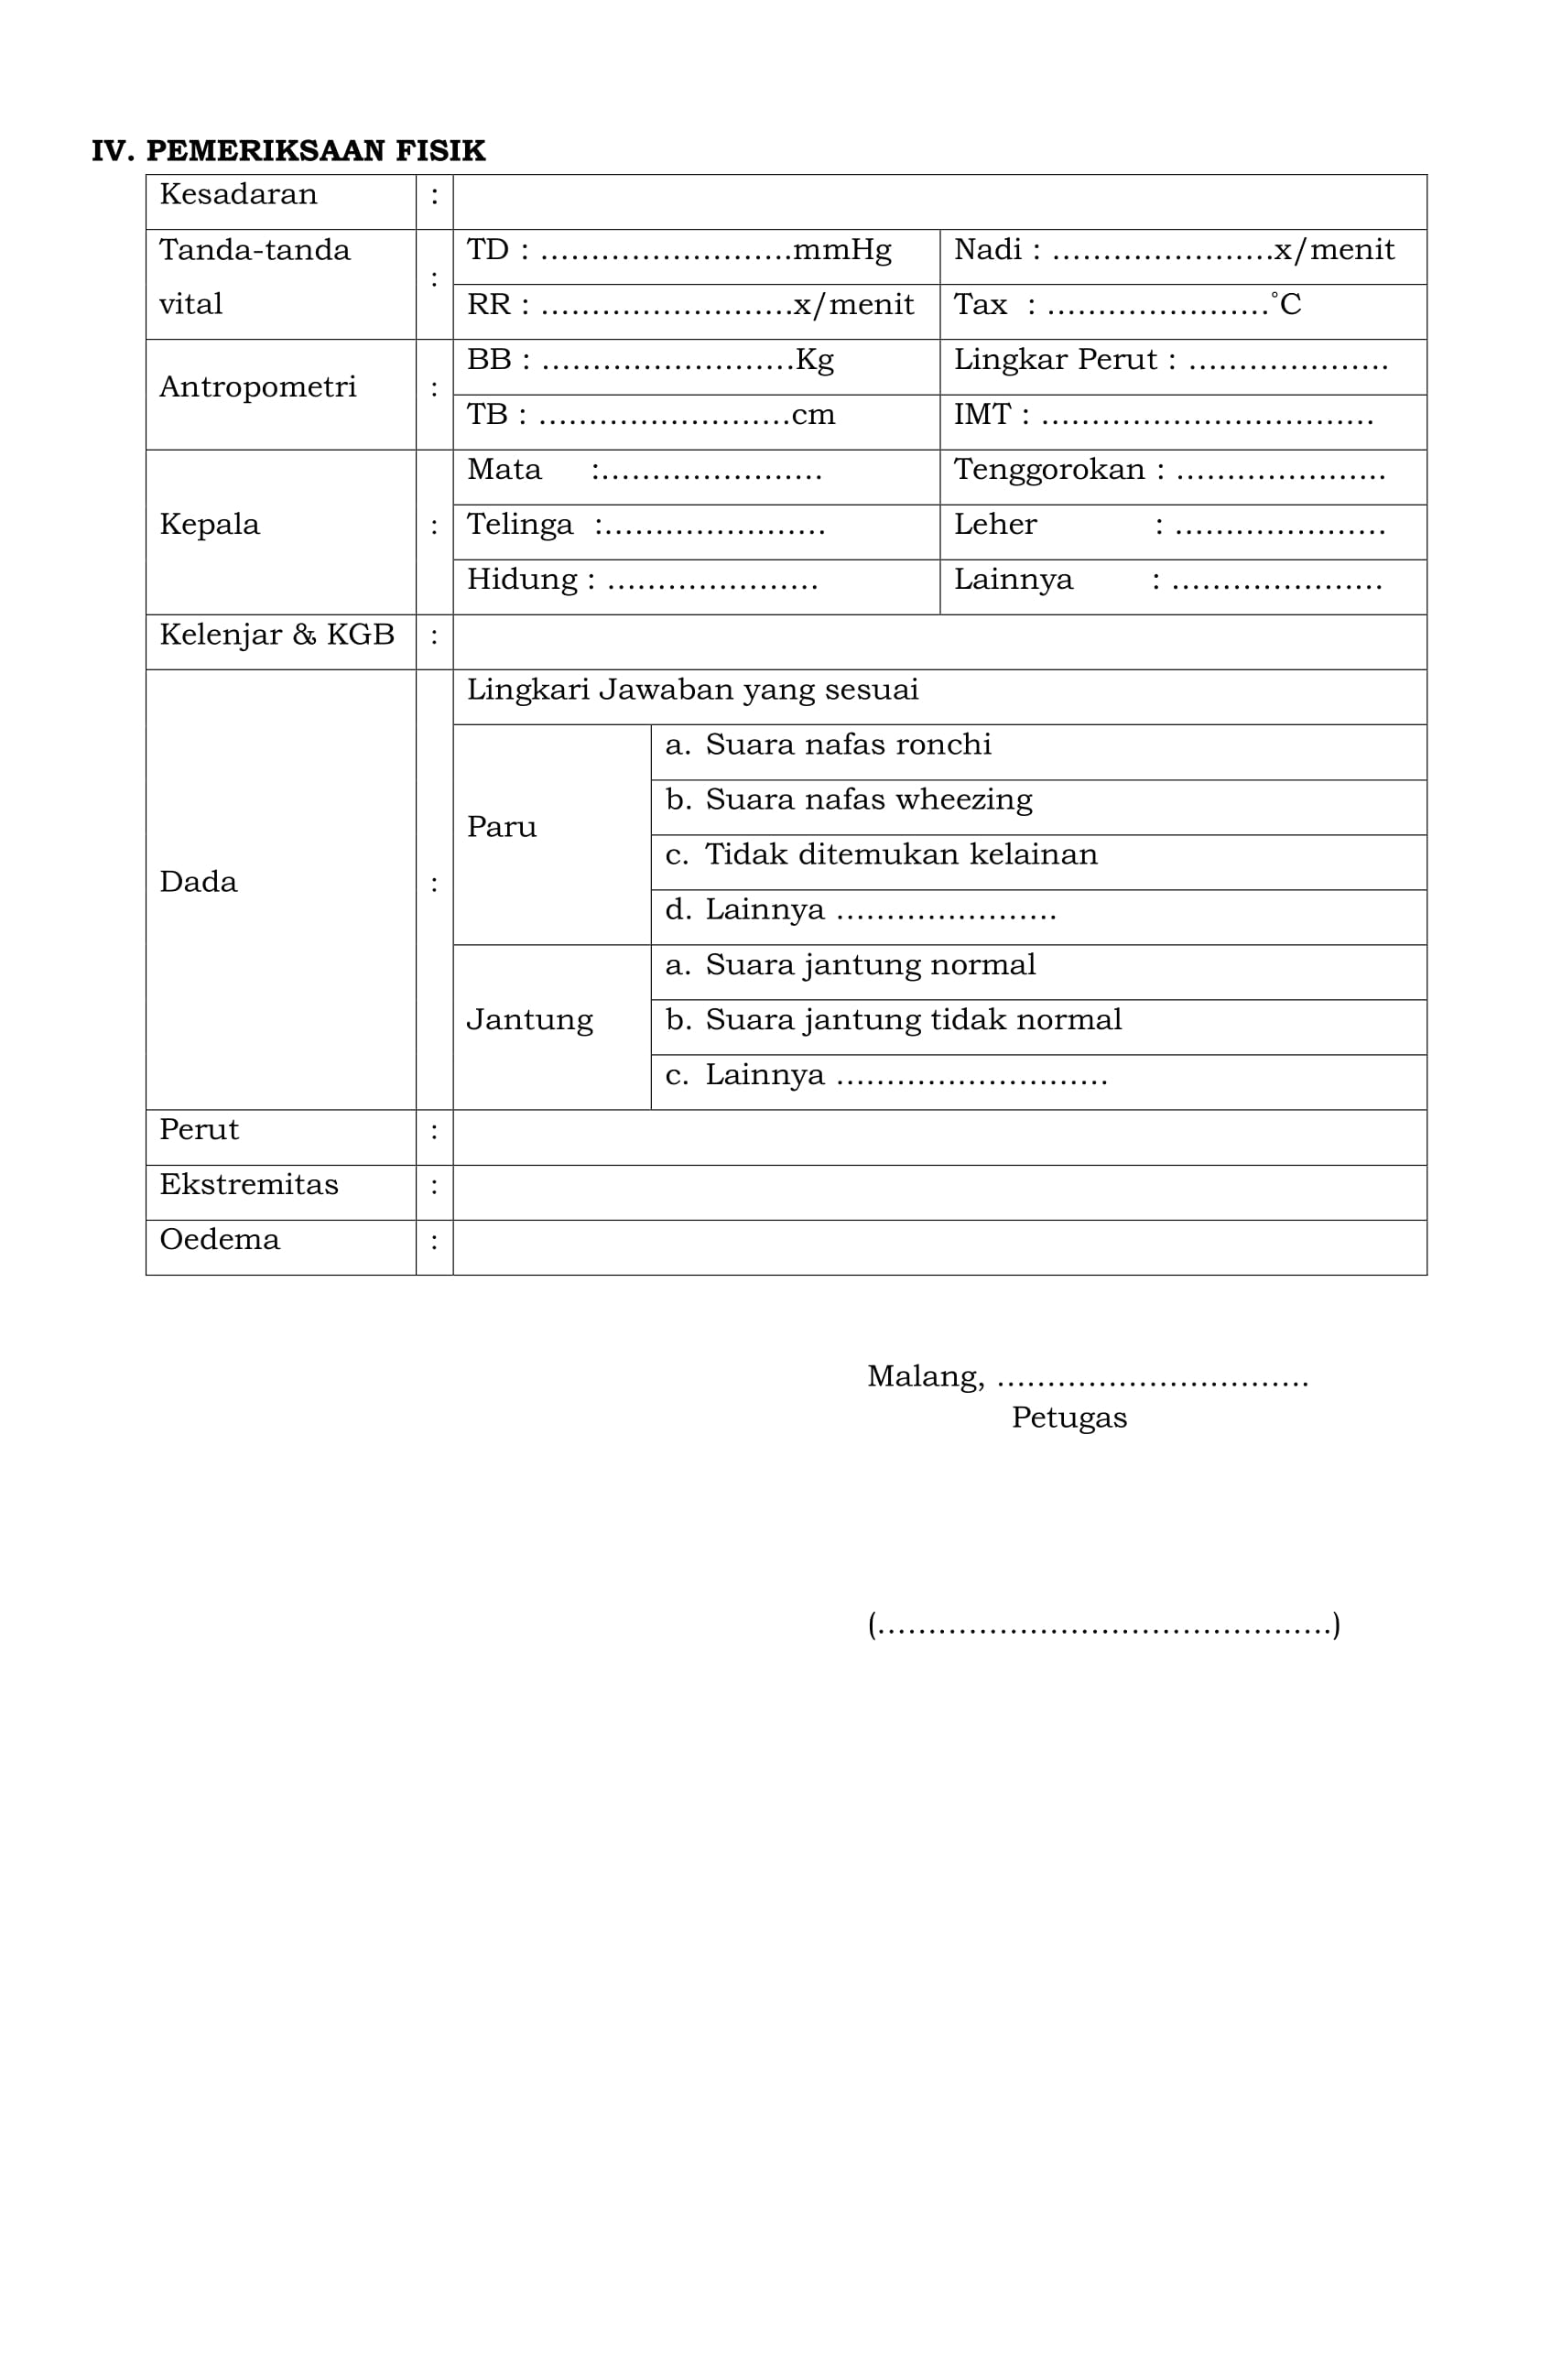 IV. PEMERIKSAAN FISIK
Kesadaran :
Tanda-tanda vital :
TD : .........................mmHg Nadi : ......................x/menit
RR : .........................x/menit Tax : ......................°C
Antropometri :
BB : .........................Kg Lingkar Perut : ....................
TB : .........................cm IMT : .................................
Kepala :
Mata :...................... Tenggorokan : .....................
Telinga :...................... Leher : .....................
Hidung : ..................... Lainnya : .....................
Kelenjar & KGB :
Dada :
Lingkari Jawaban yang sesuai
Paru
a. Suara nafas ronchi
b. Suara nafas wheezing
c. Tidak ditemukan kelainan
d. Lainnya ......................
Jantung
a. Suara jantung normal
b. Suara jantung tidak normal
c. Lainnya ...........................
Perut :
Ekstremitas :
Oedema :
Malang, ...............................
Petugas
(.............................................)